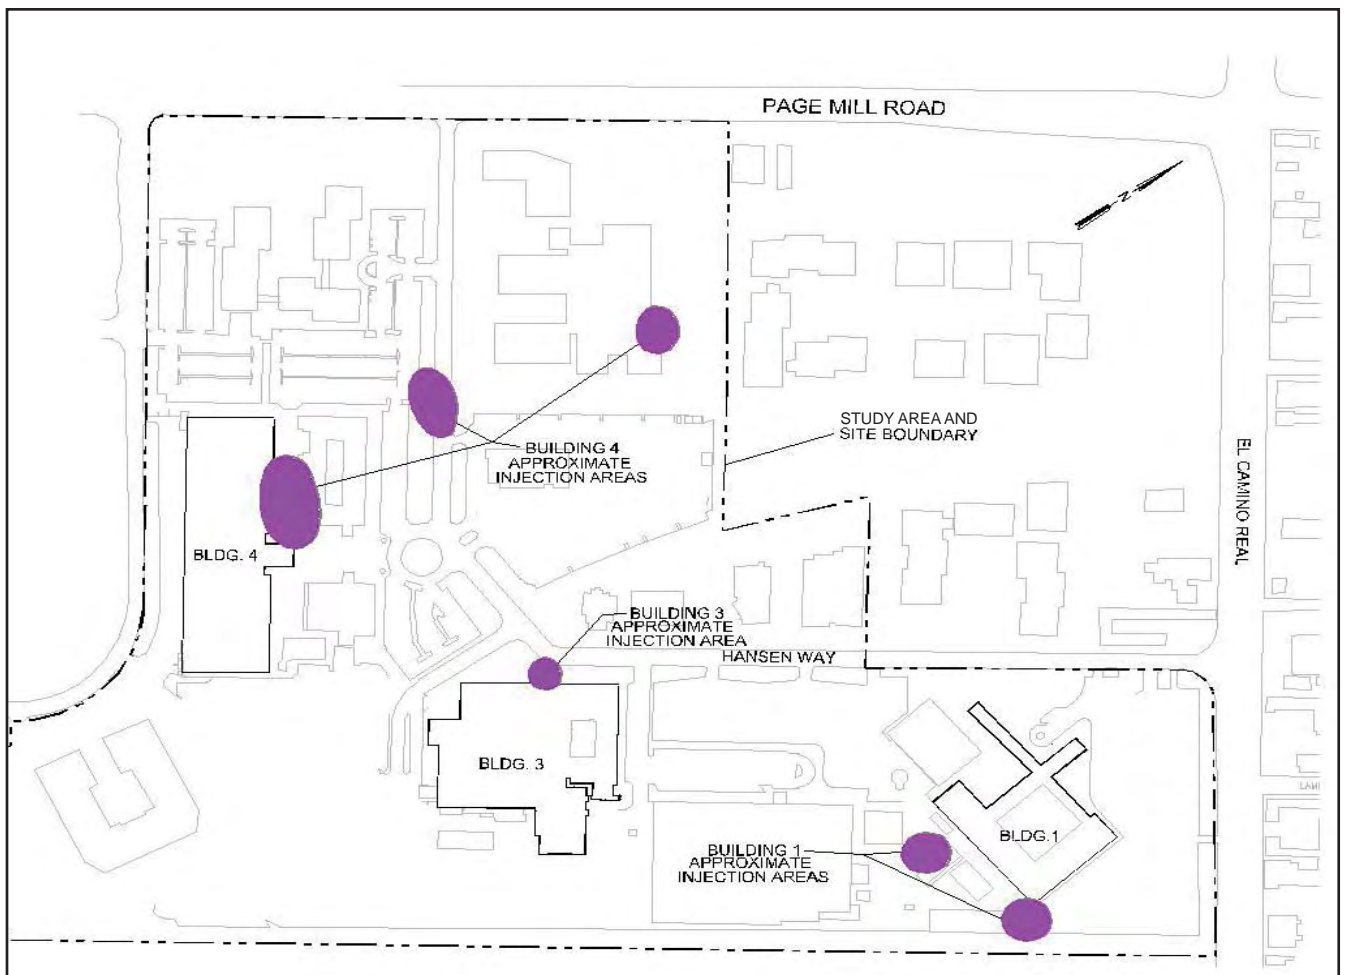 PAGE MILL ROAD
N
STUDY AREA AND
SITE BOUNDARY
BUILDING 4
APPROXIMATE
INJECTION AREAS
EL CAMINO REAL
BLDG. 4
BUILDING 3
APPROXIMATE
INJECTION AREA
HANSEN WAY
BLDG. 3
BLDG.1
BUILDING 1
APPROXIMATE
INJECTION AREAS